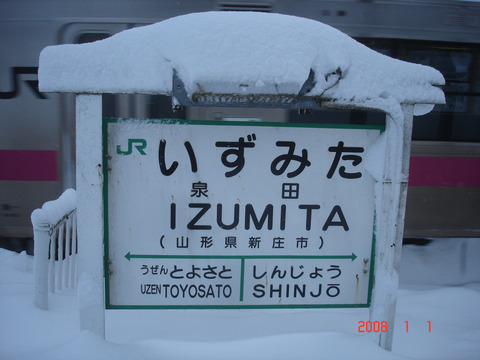 JR
JR いずみた
泉 田
IZUMITA
(山形県新庄市)
うぜんとよさと しんじょう
UZEN TOYOSATO SHINJŌ
2008 1 1